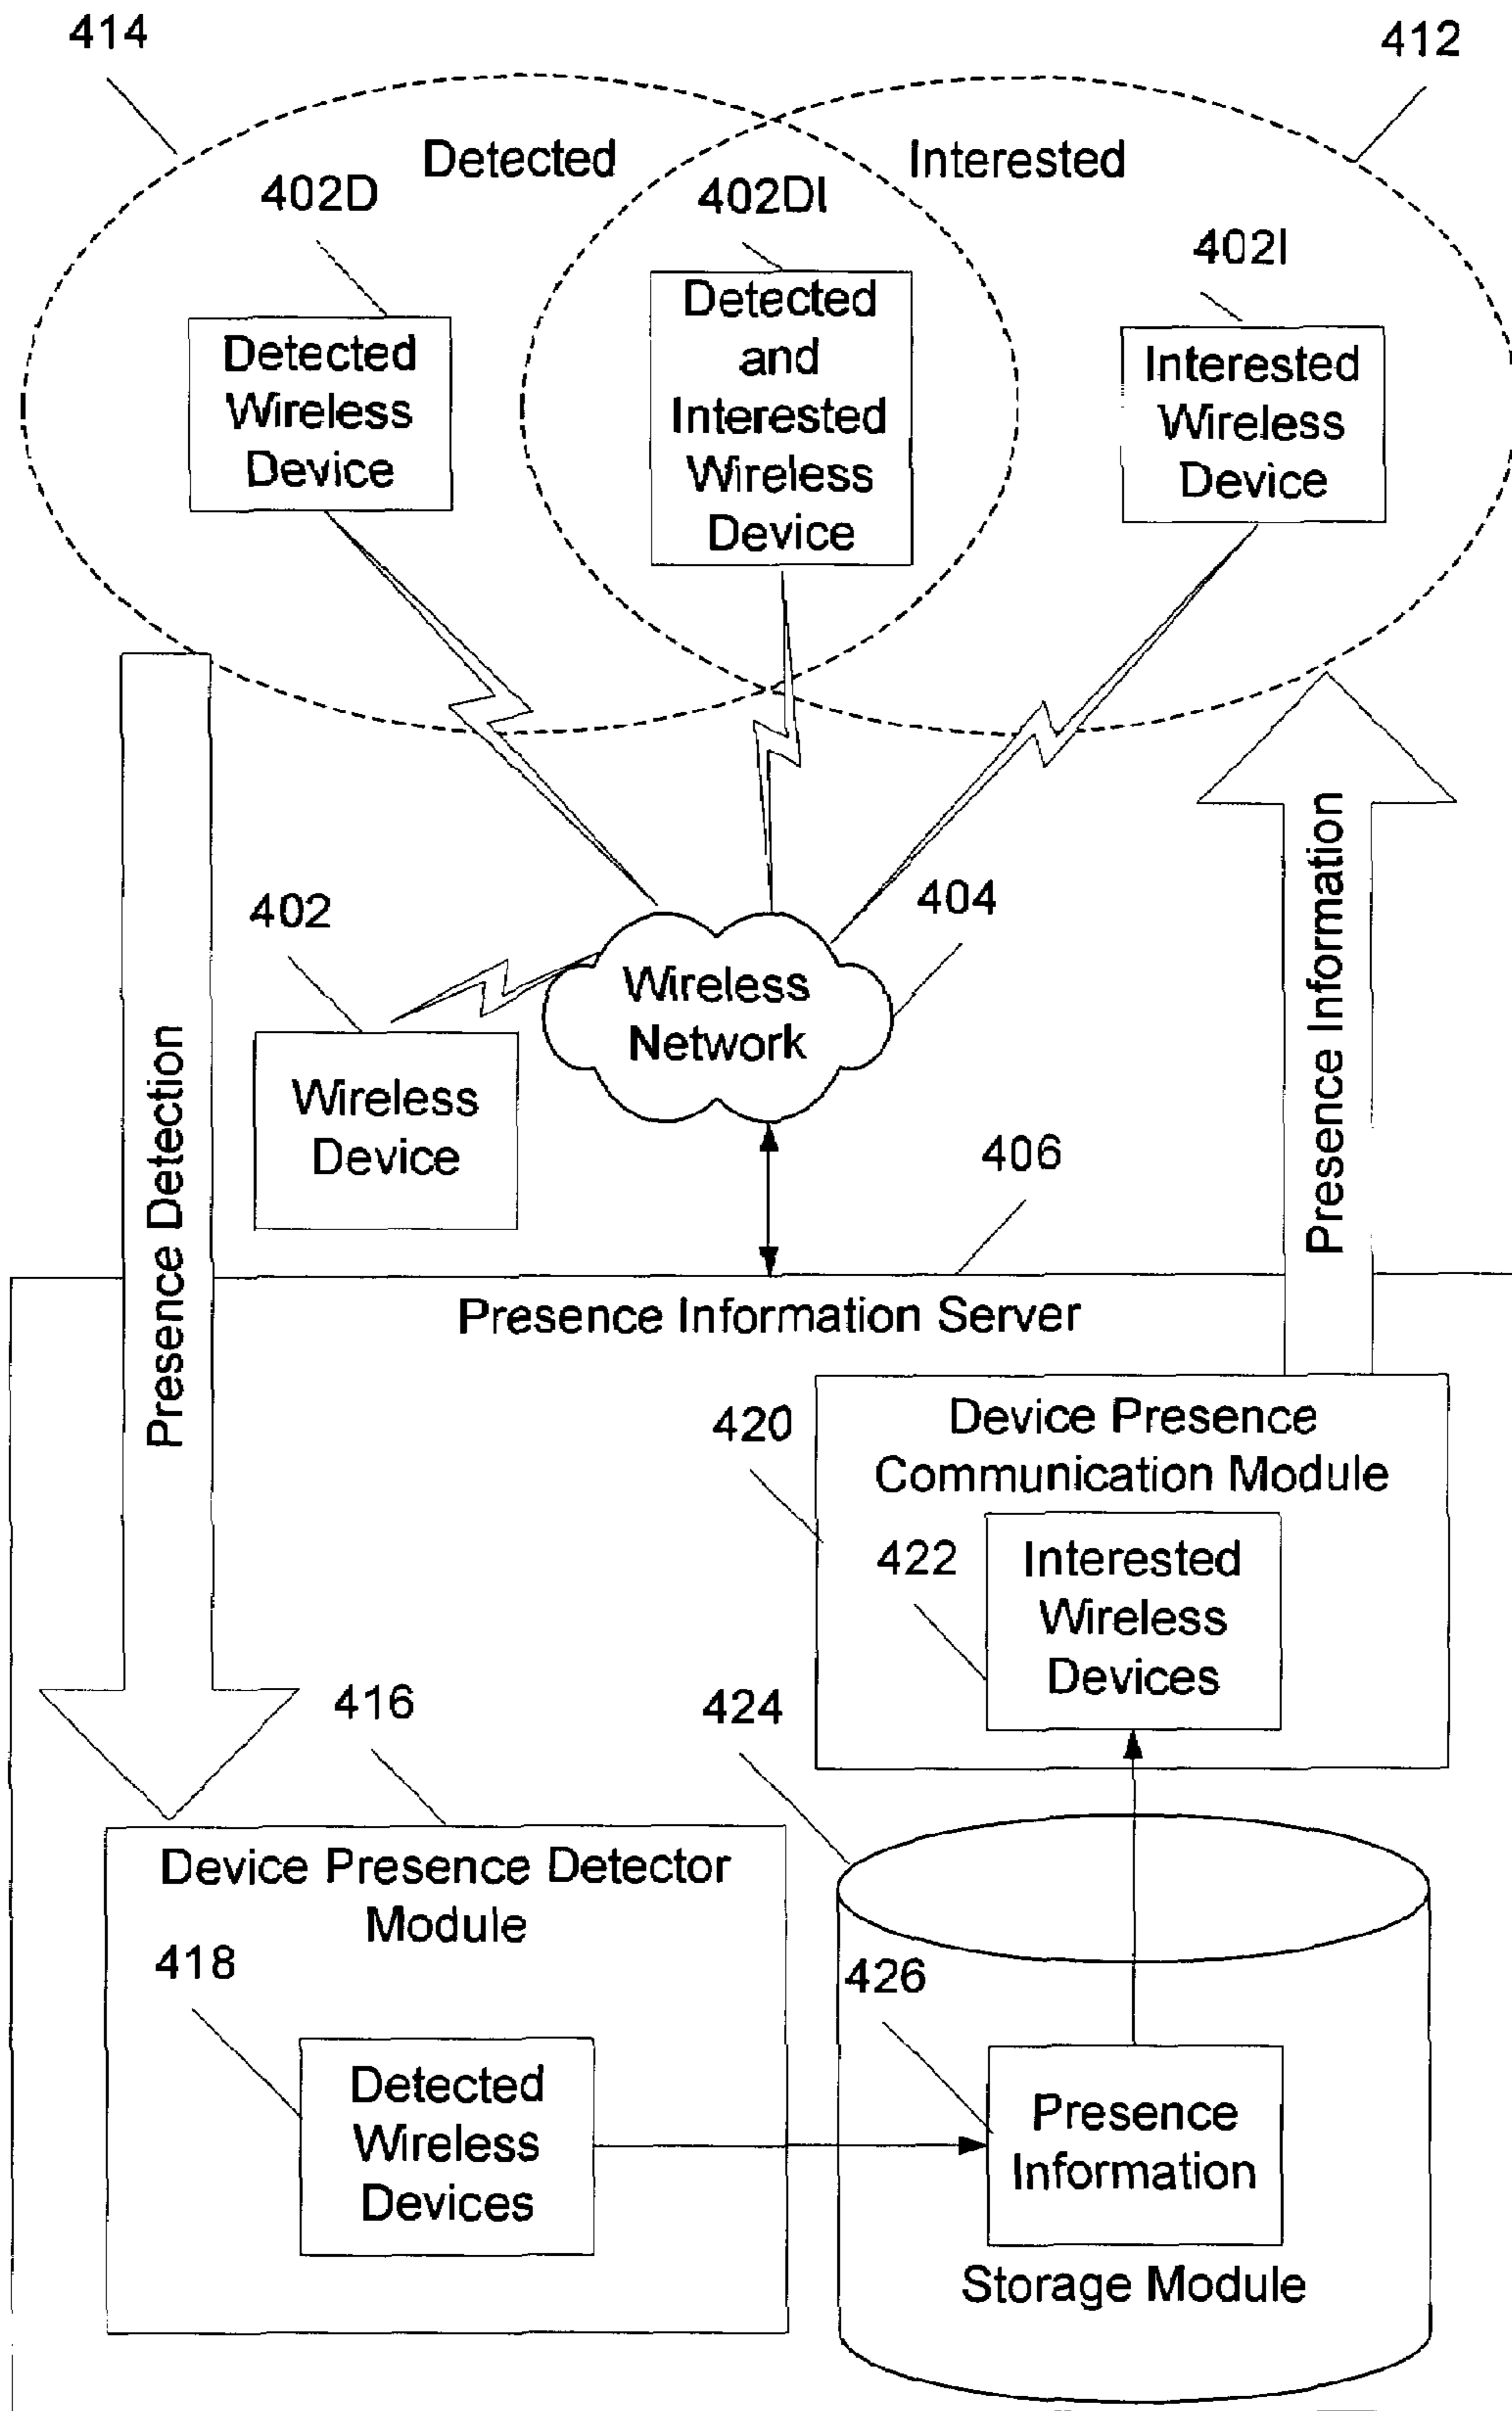 414
412
Detected
Interested
402D
402DI
402I
Detected
Wireless
Device
Detected
and
Interested
Wireless
Device
Interested
Wireless
Device
402
404
Wireless
Network
Wireless
Device
Presence Detection
Presence Information
406
Presence Information Server
420
Device Presence
Communication Module
422
Interested
Wireless
Devices
416
424
Device Presence Detector
Module
418
426
Detected
Wireless
Devices
Presence
Information
Storage Module